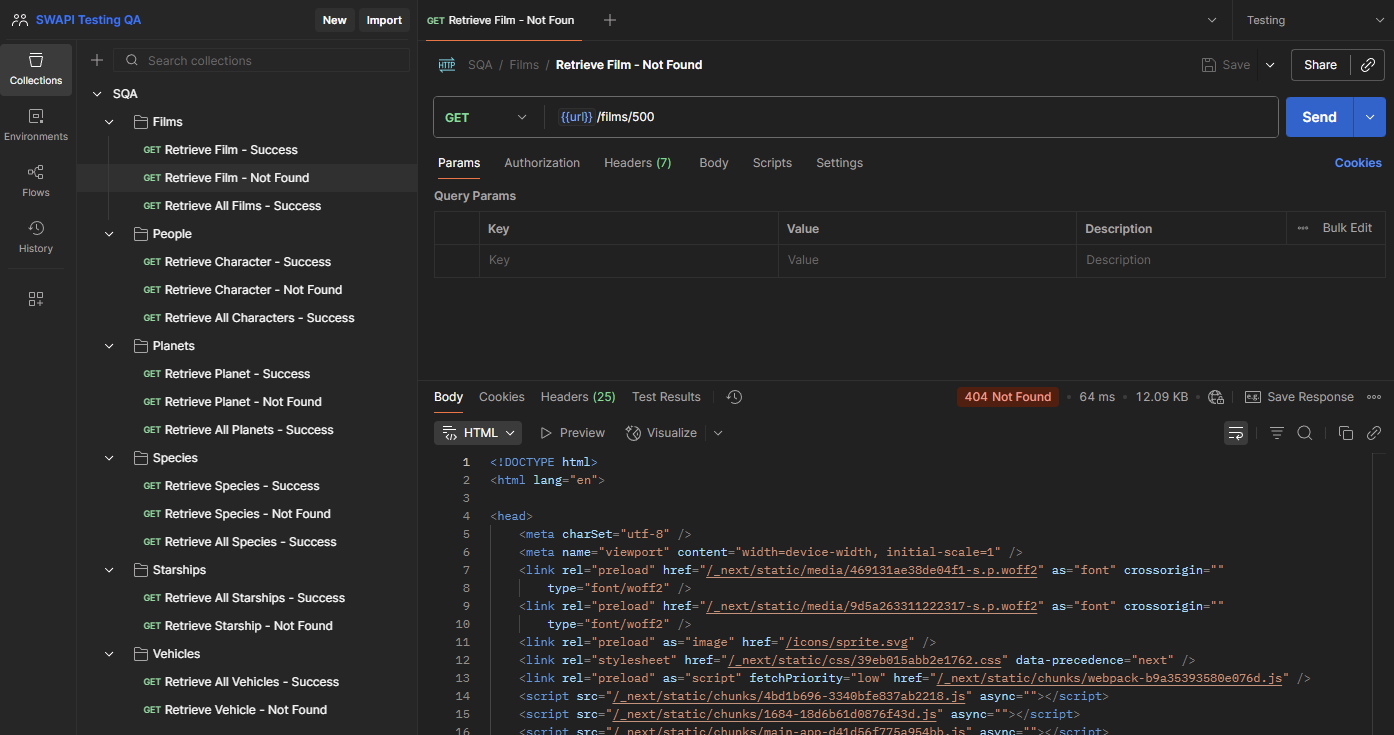 SWAPI Testing QA
New
Import
GET Retrieve Film - Not Foun
Testing
Collections
Environments
Flows
History
Search collections
SQA
Films
GET Retrieve Film - Success
GET Retrieve Film - Not Found
GET Retrieve All Films - Success
People
GET Retrieve Character - Success
GET Retrieve Character - Not Found
GET Retrieve All Characters - Success
Planets
GET Retrieve Planet - Success
GET Retrieve Planet - Not Found
GET Retrieve All Planets - Success
Species
GET Retrieve Species - Success
GET Retrieve Species - Not Found
GET Retrieve All Species - Success
Starships
GET Retrieve All Starships - Success
GET Retrieve Starship - Not Found
Vehicles
GET Retrieve All Vehicles - Success
GET Retrieve Vehicle - Not Found
HTTP SQA / Films / Retrieve Film - Not Found
Save
Share
GET {{url}} /films/500
Send
Params Authorization Headers (7) Body Scripts Settings
Cookies
Query Params
Key Value Description Bulk Edit
Key Value Description
Body Cookies Headers (25) Test Results
404 Not Found • 64 ms • 12.09 KB • e.g. Save Response
HTML Preview Visualize
1 <!DOCTYPE html>
2 <html lang="en">
3
4 <head>
5 <meta charSet="utf-8" />
6 <meta name="viewport" content="width=device-width, initial-scale=1" />
7 <link rel="preload" href="/_next/static/media/469131ae38de04f1-s.p.woff2" as="font" crossorigin=""
8 type="font/woff2" />
9 <link rel="preload" href="/_next/static/media/9d5a263311222317-s.p.woff2" as="font" crossorigin=""
10 type="font/woff2" />
11 <link rel="preload" as="image" href="/icons/sprite.svg" />
12 <link rel="stylesheet" href="/_next/static/css/39eb015abb2e1762.css" data-precedence="next" />
13 <link rel="preload" as="script" fetchPriority="low" href="/_next/static/chunks/webpack-b9a35393580e076d.js" />
14 <script src="/_next/static/chunks/4bd1b696-3340bfe837ab2218.js" async=""></script>
15 <script src="/_next/static/chunks/1684-18d6b61d0876f43d.js" async=""></script>
16 <script src="/_next/static/chunks/main-app-d41d56f775a954bb.js" async=""></script>